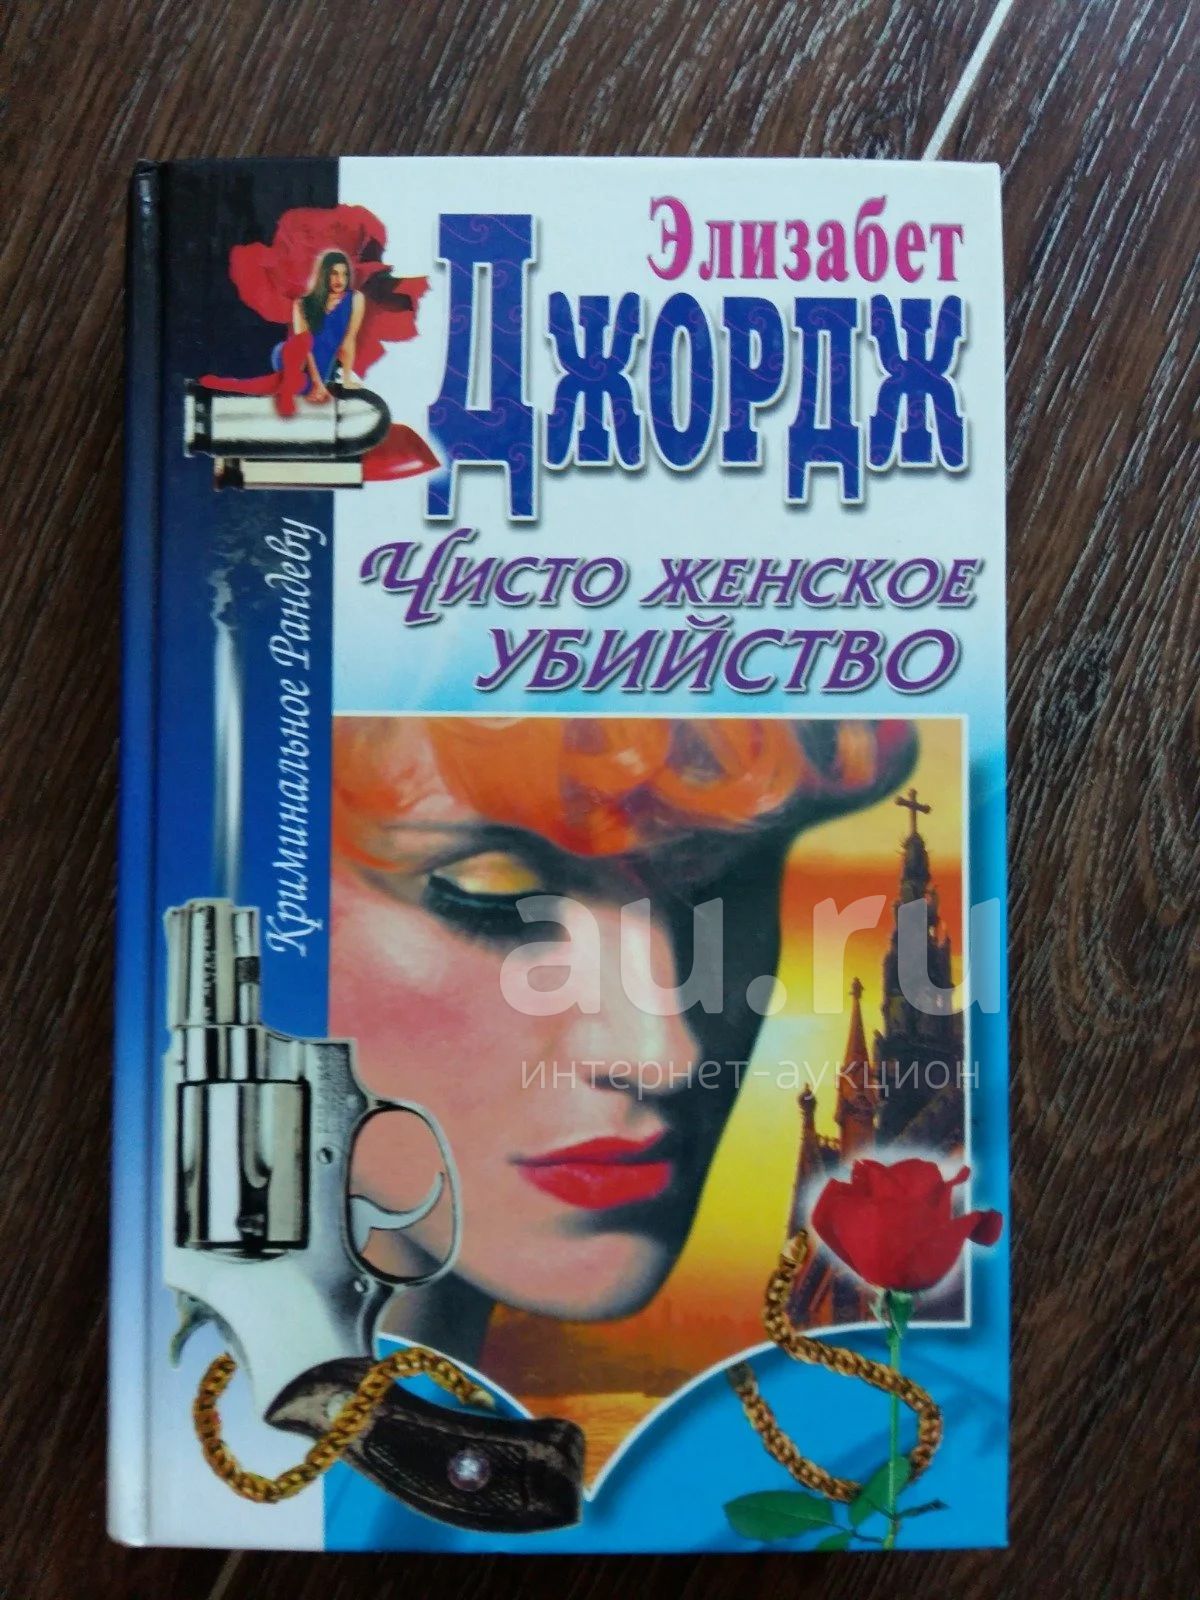 Элизабет
ДЖОРДЖ
Чисто женское
убийство
Криминальное Рандеву
au.ru
интернет-аукцион